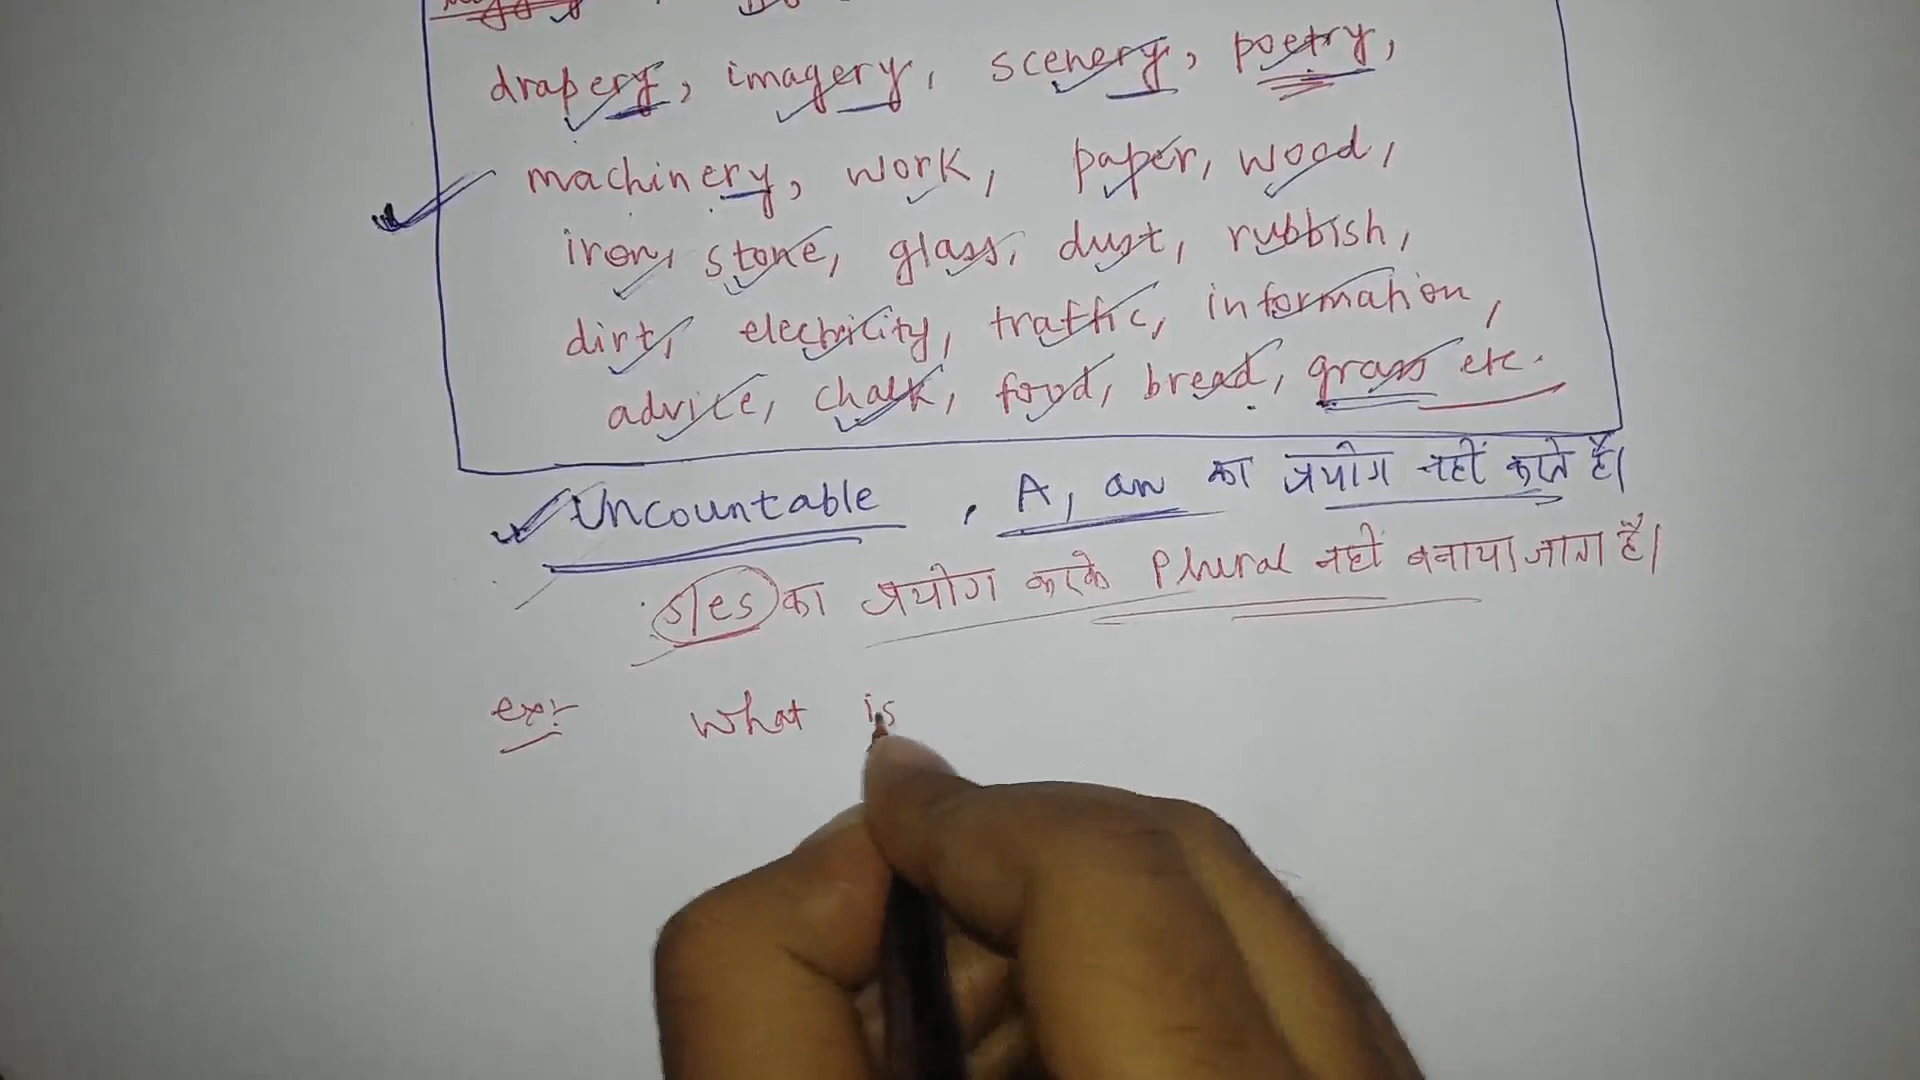 drapery, imagery, scenery, poetry,
machinery, work, paper, wood,
iron, stone, glass, dust, rubbish,
dirt, electricity, traffic, information,
advice, chalk, food, bread, grass etc.
Uncountable , A, an का प्रयोग नहीं करते हैं।
s/es का प्रयोग करके Plural नहीं बनाया जाता है।
ex:- What is